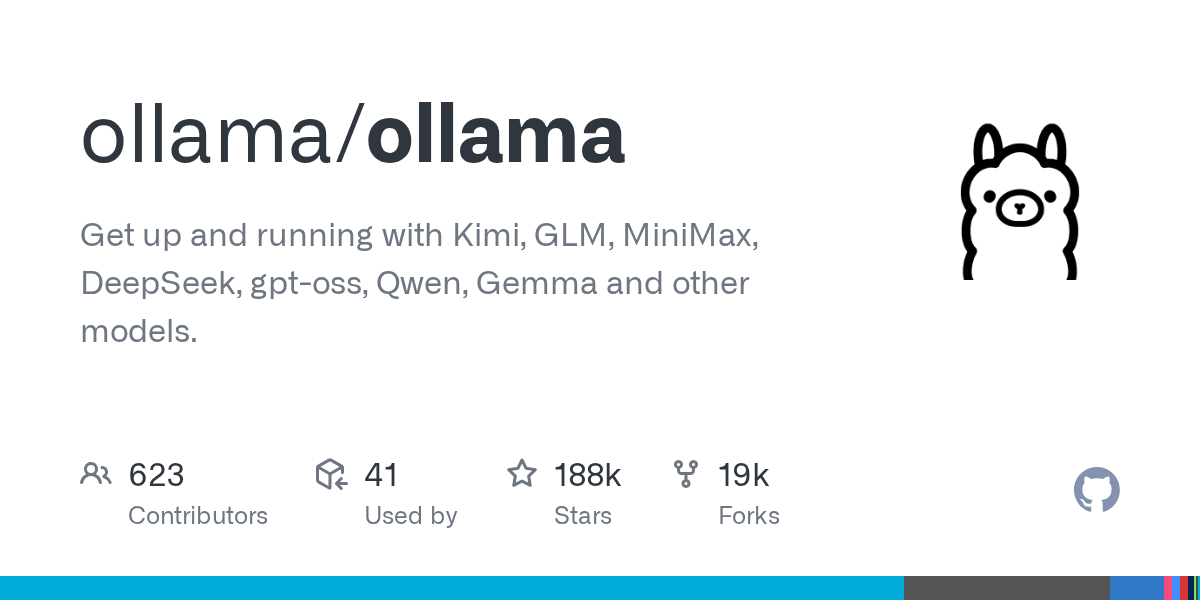 ollama/ollama
Get up and running with Kimi, GLM, MiniMax,
DeepSeek, gpt-oss, Qwen, Gemma and other
models.
623 41 188k 19k
Contributors Used by Stars Forks